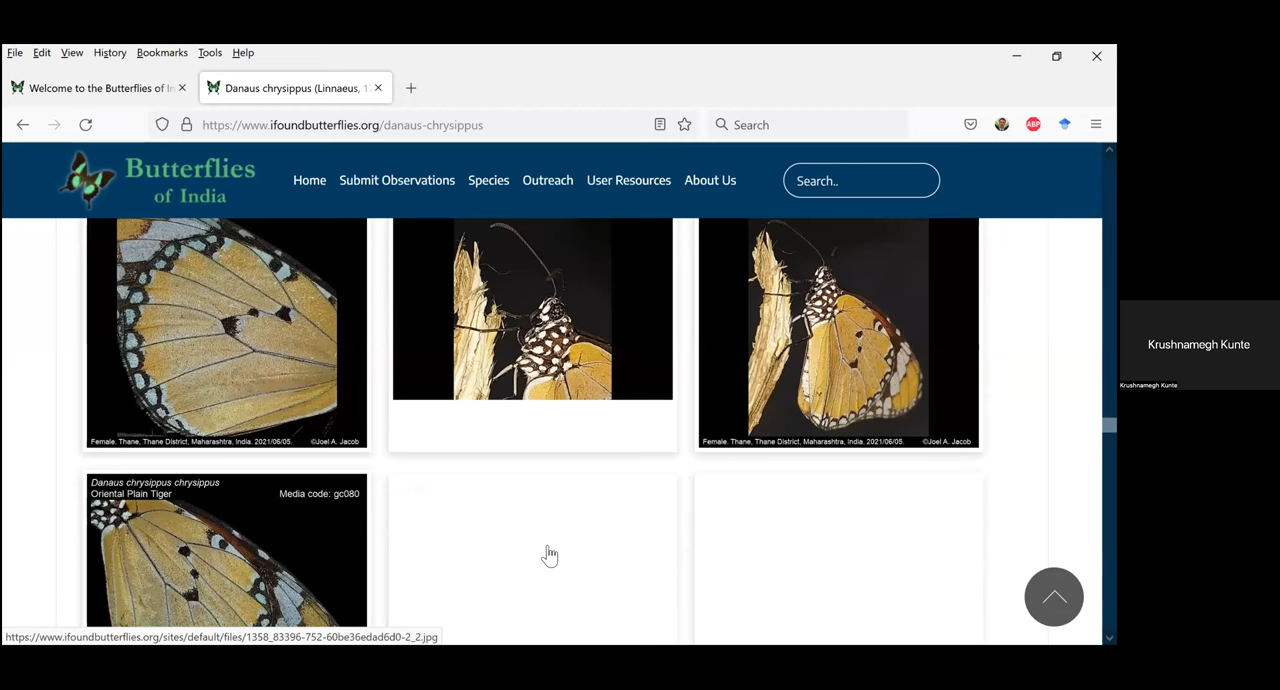 File Edit View History Bookmarks Tools Help
Welcome to the Butterflies of In
Danaus chrysippus (Linnaeus, 1
https://www.ifoundbutterflies.org/danaus-chrysippus
Search
ABP
Butterflies
of India
Home Submit Observations Species Outreach User Resources About Us
Search..
Krushnamegh Kunte
Krushnamegh Kunte
Female. Thane, Thane District, Maharashtra, India. 2021/06/05. ©Joel A. Jacob
Female. Thane, Thane District, Maharashtra, India. 2021/06/05. ©Joel A. Jacob
Danaus chrysippus chrysippus
Oriental Plain Tiger Media code: gc080
https://www.ifoundbutterflies.org/sites/default/files/1358_83396-752-60be36edad6d0-2_2.jpg